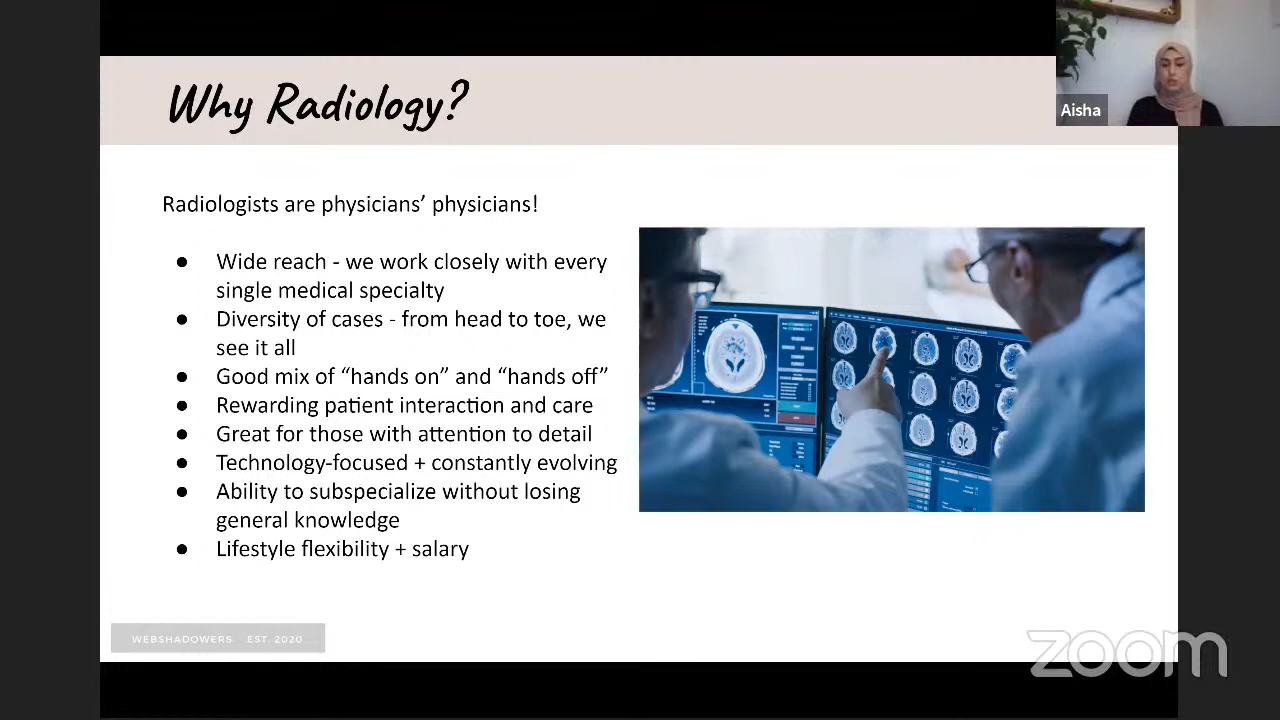 Why Radiology?
Aisha
Radiologists are physicians’ physicians!
● Wide reach - we work closely with every
single medical specialty
● Diversity of cases - from head to toe, we
see it all
● Good mix of “hands on” and “hands off”
● Rewarding patient interaction and care
● Great for those with attention to detail
● Technology-focused + constantly evolving
● Ability to subspecialize without losing
general knowledge
● Lifestyle flexibility + salary
WEBSHADOWERS EST. 2020
zoom